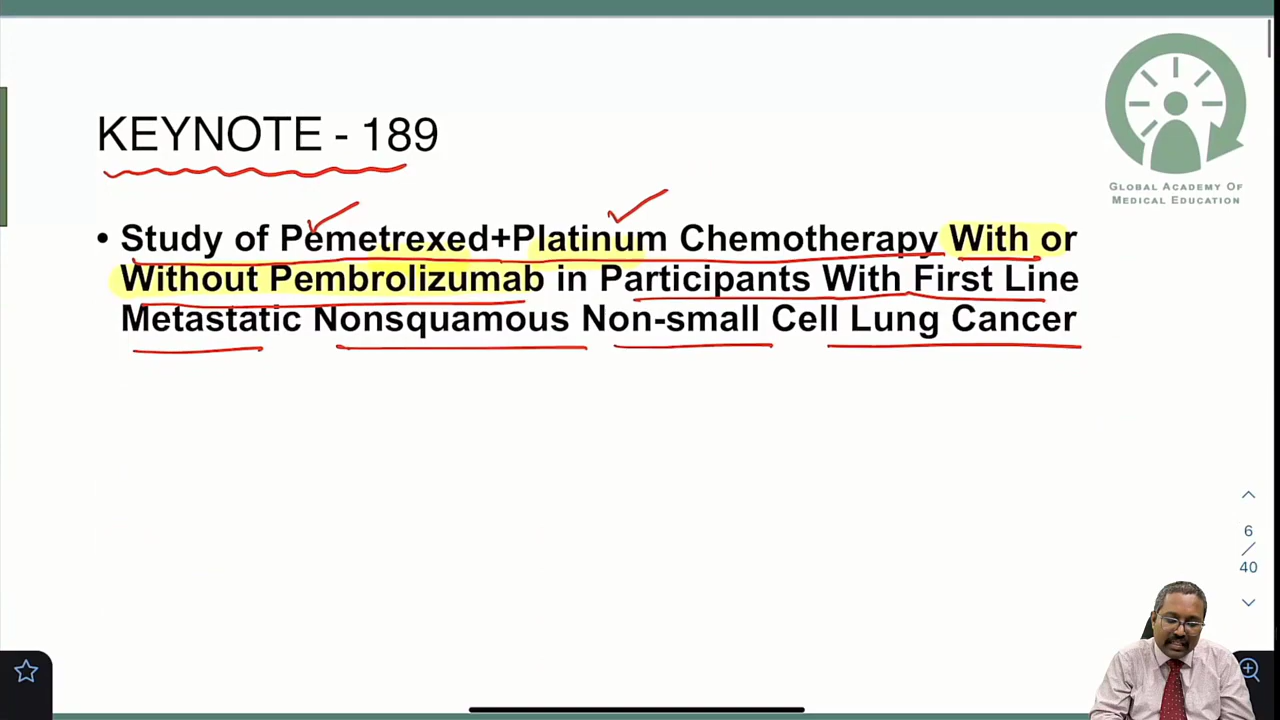 KEYNOTE - 189
• Study of Pemetrexed+Platinum Chemotherapy With or
Without Pembrolizumab in Participants With First Line
Metastatic Nonsquamous Non-small Cell Lung Cancer
GLOBAL ACADEMY OF
MEDICAL EDUCATION
6
/
40